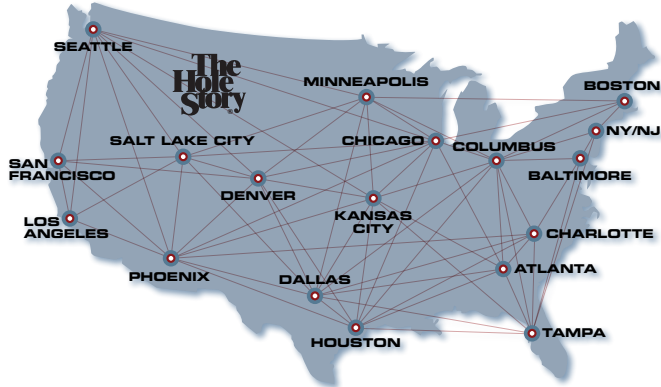 SEATTLE
The
Hole
Story®
MINNEAPOLIS
BOSTON
SALT LAKE CITY
CHICAGO
COLUMBUS
NY/NJ
SAN
FRANCISCO
DENVER
BALTIMORE
KANSAS
CITY
LOS
ANGELES
CHARLOTTE
PHOENIX
DALLAS
ATLANTA
HOUSTON
TAMPA